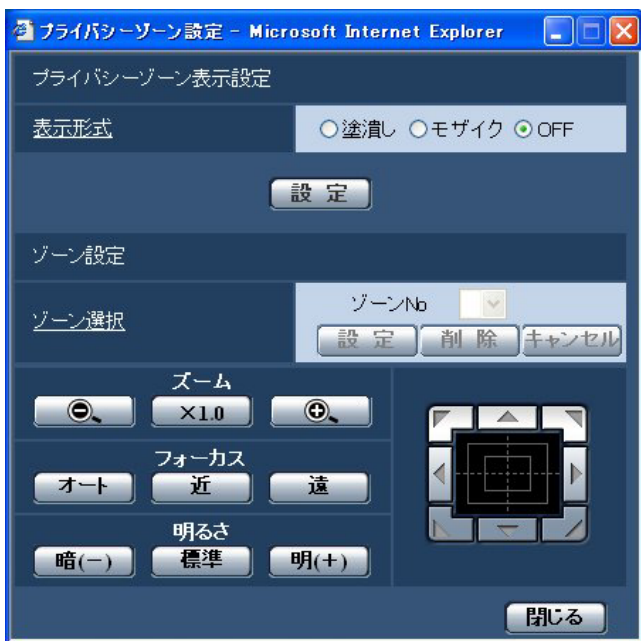 プライバシーゾーン設定 - Microsoft Internet Explorer
プライバシーゾーン表示設定
表示形式 塗潰し モザイク OFF
設定
ゾーン設定
ゾーン選択 ゾーンNo
設定 削除 キャンセル
ズーム
×1.0
フォーカス
オート 近 遠
明るさ
暗(-) 標準 明(+)
閉じる